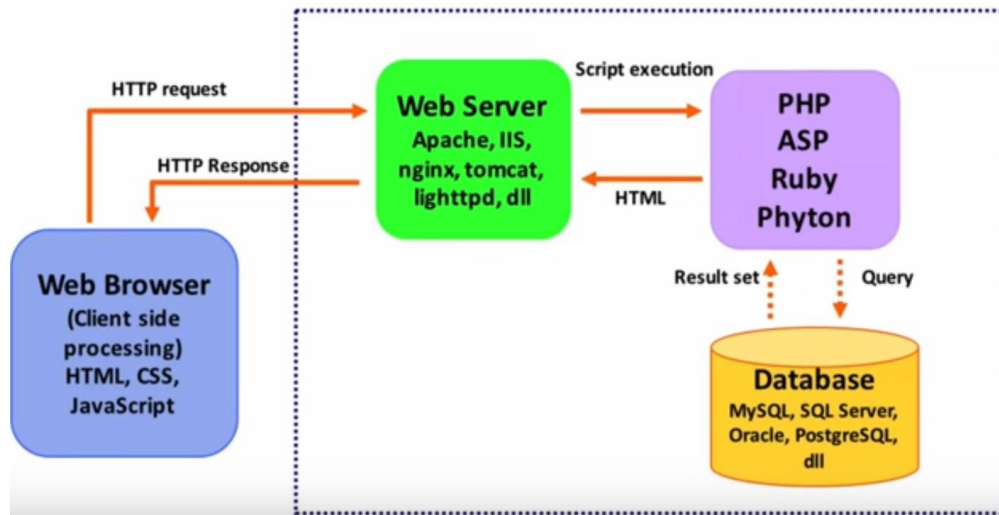 HTTP request
HTTP Response
Web Browser
(Client side
processing)
HTML, CSS,
JavaScript
Web Server
Apache, IIS,
nginx, tomcat,
lighttpd, dll
Script execution
HTML
PHP
ASP
Ruby
Phyton
Result set
Query
Database
MySQL, SQL Server,
Oracle, PostgreSQL,
dll